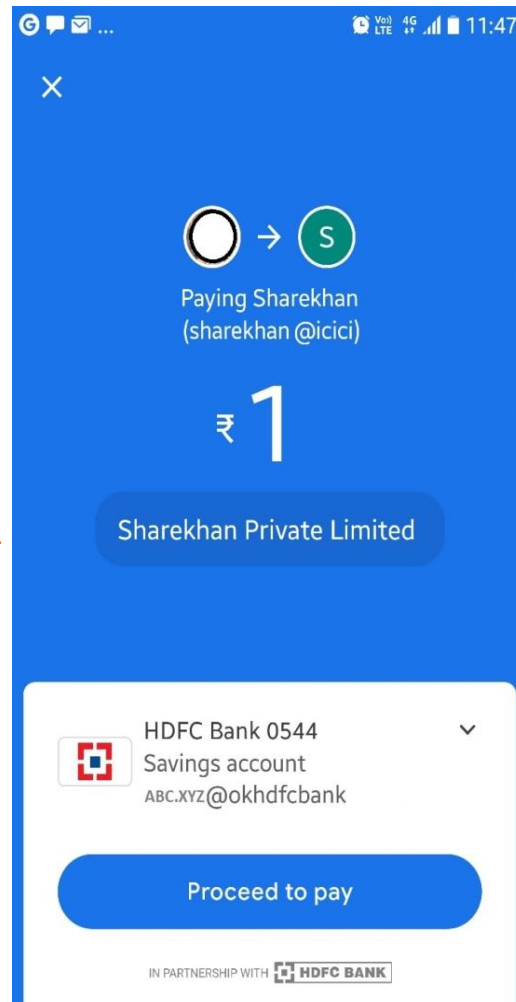 G ... Vo)) LTE 4G 11:47
S
Paying Sharekhan
(sharekhan @icici)
₹ 1
Sharekhan Private Limited
HDFC Bank 0544
Savings account
ABC.XYZ@okhdfcbank
Proceed to pay
IN PARTNERSHIP WITH HDFC BANK